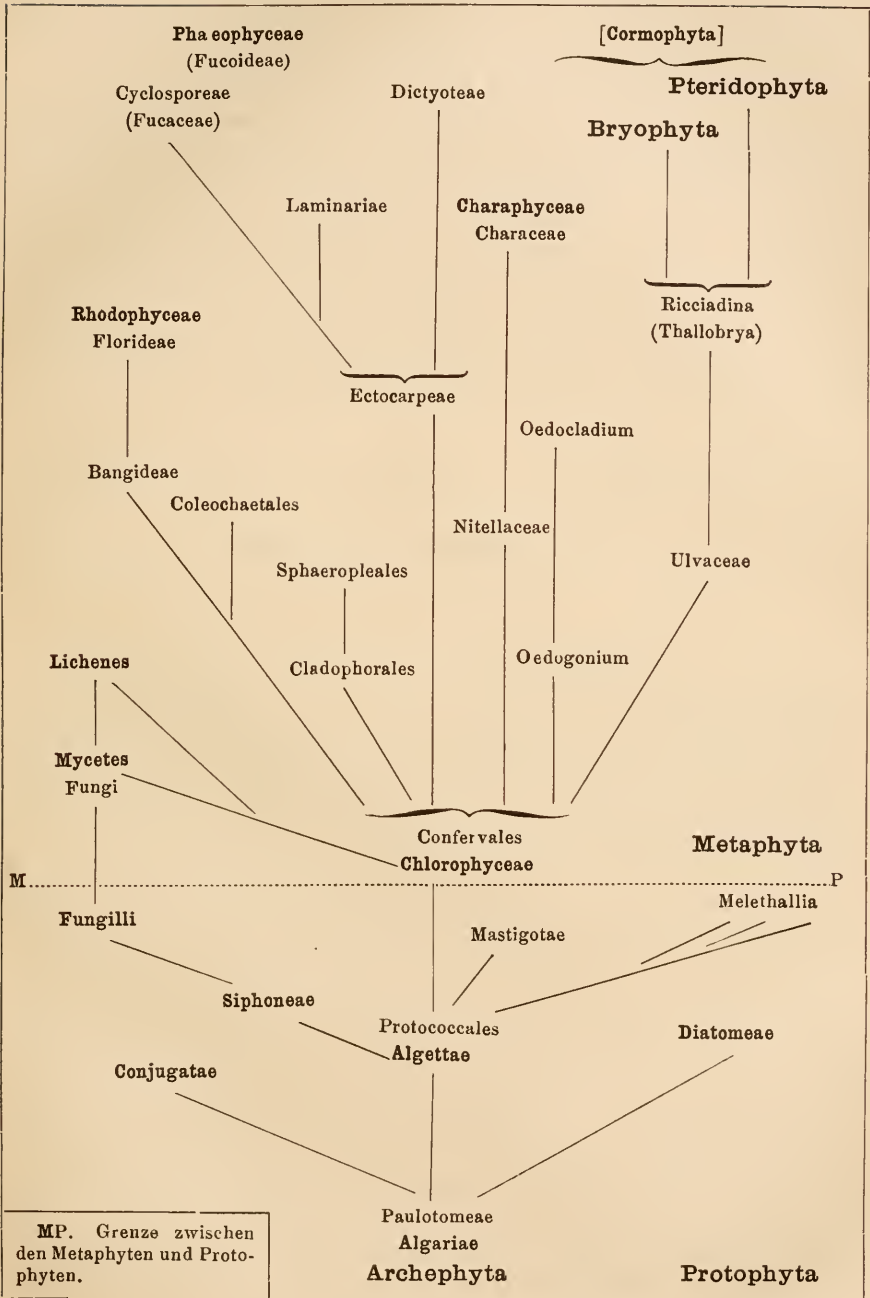 Phaeophyceae
[Cormophyta]
(Fucoideae)
Cyclosporeae
Dictyoteae
Pteridophyta
(Fucaceae)
Bryophyta
Laminariae
Charaphyceae
Characeae
Ricciadina
Rhodophyceae
(Thallobrya)
Florideae
Ectocarpeae
Oedocladium
Bangideae
Coleochaetales
Nitellaceae
Sphaeropleales
Ulvaceae
Lichenes
Cladophorales
Oedogonium
Mycetes
Fungi
Confervales
Metaphyta
Chlorophyceae
M P
Melethallia
Fungilli
Mastigotae
Siphoneae
Protococcales
Diatomeae
Algettae
Conjugatae
Paulotomeae
MP. Grenze zwischen
den Metaphyten und Proto-
phyten.
Algariae
Archephyta
Protophyta